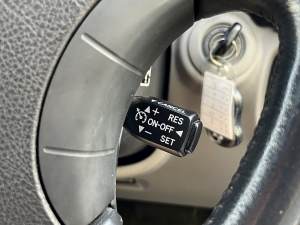 CANCEL
+ RES
ON-OFF
− SET